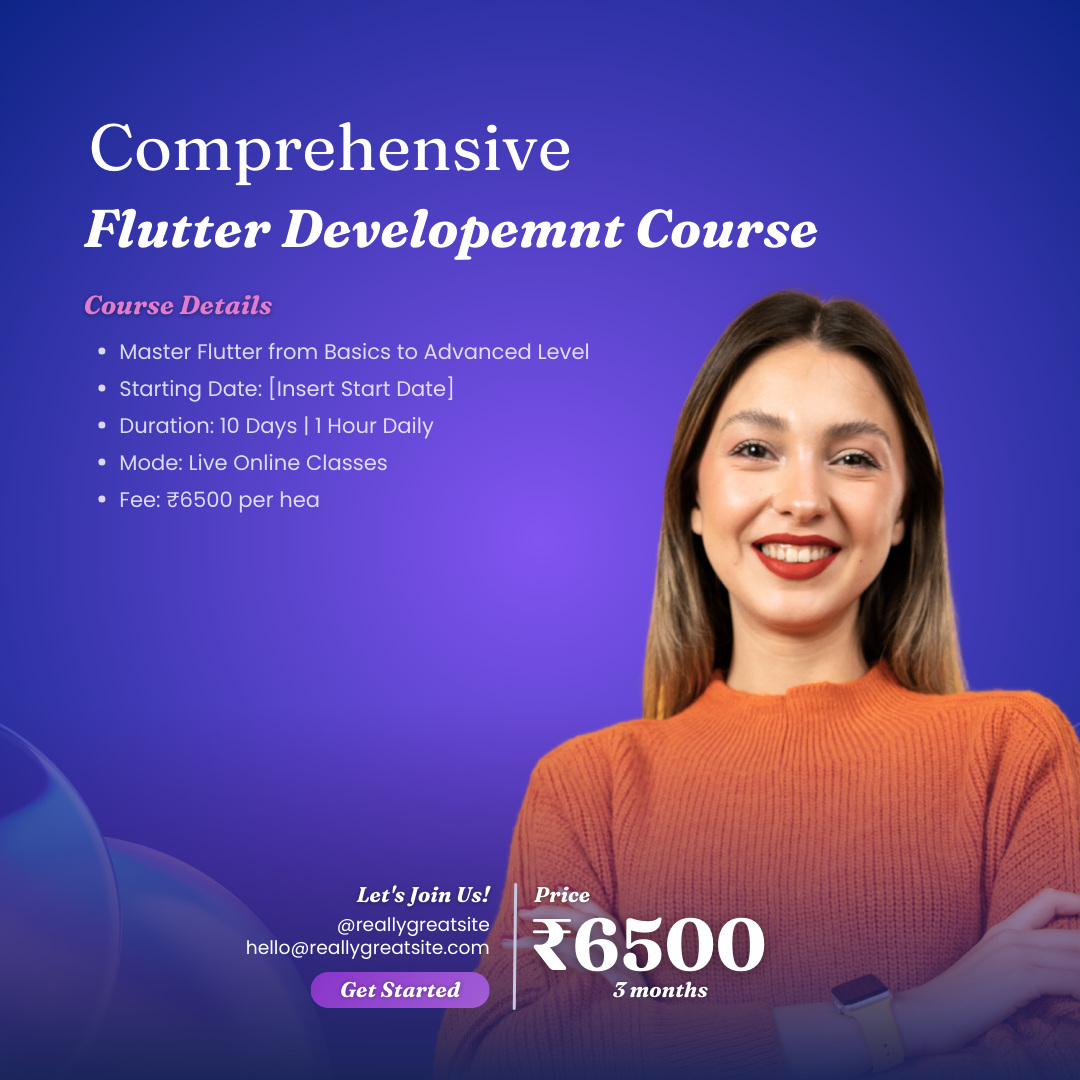 Comprehensive
Flutter Developemnt Course
Course Details
• Master Flutter from Basics to Advanced Level
• Starting Date: [Insert Start Date]
• Duration: 10 Days | 1 Hour Daily
• Mode: Live Online Classes
• Fee: ₹6500 per hea
Let's Join Us!
@reallygreatsite
hello@reallygreatsite.com
Get Started
Price
₹6500
3 months